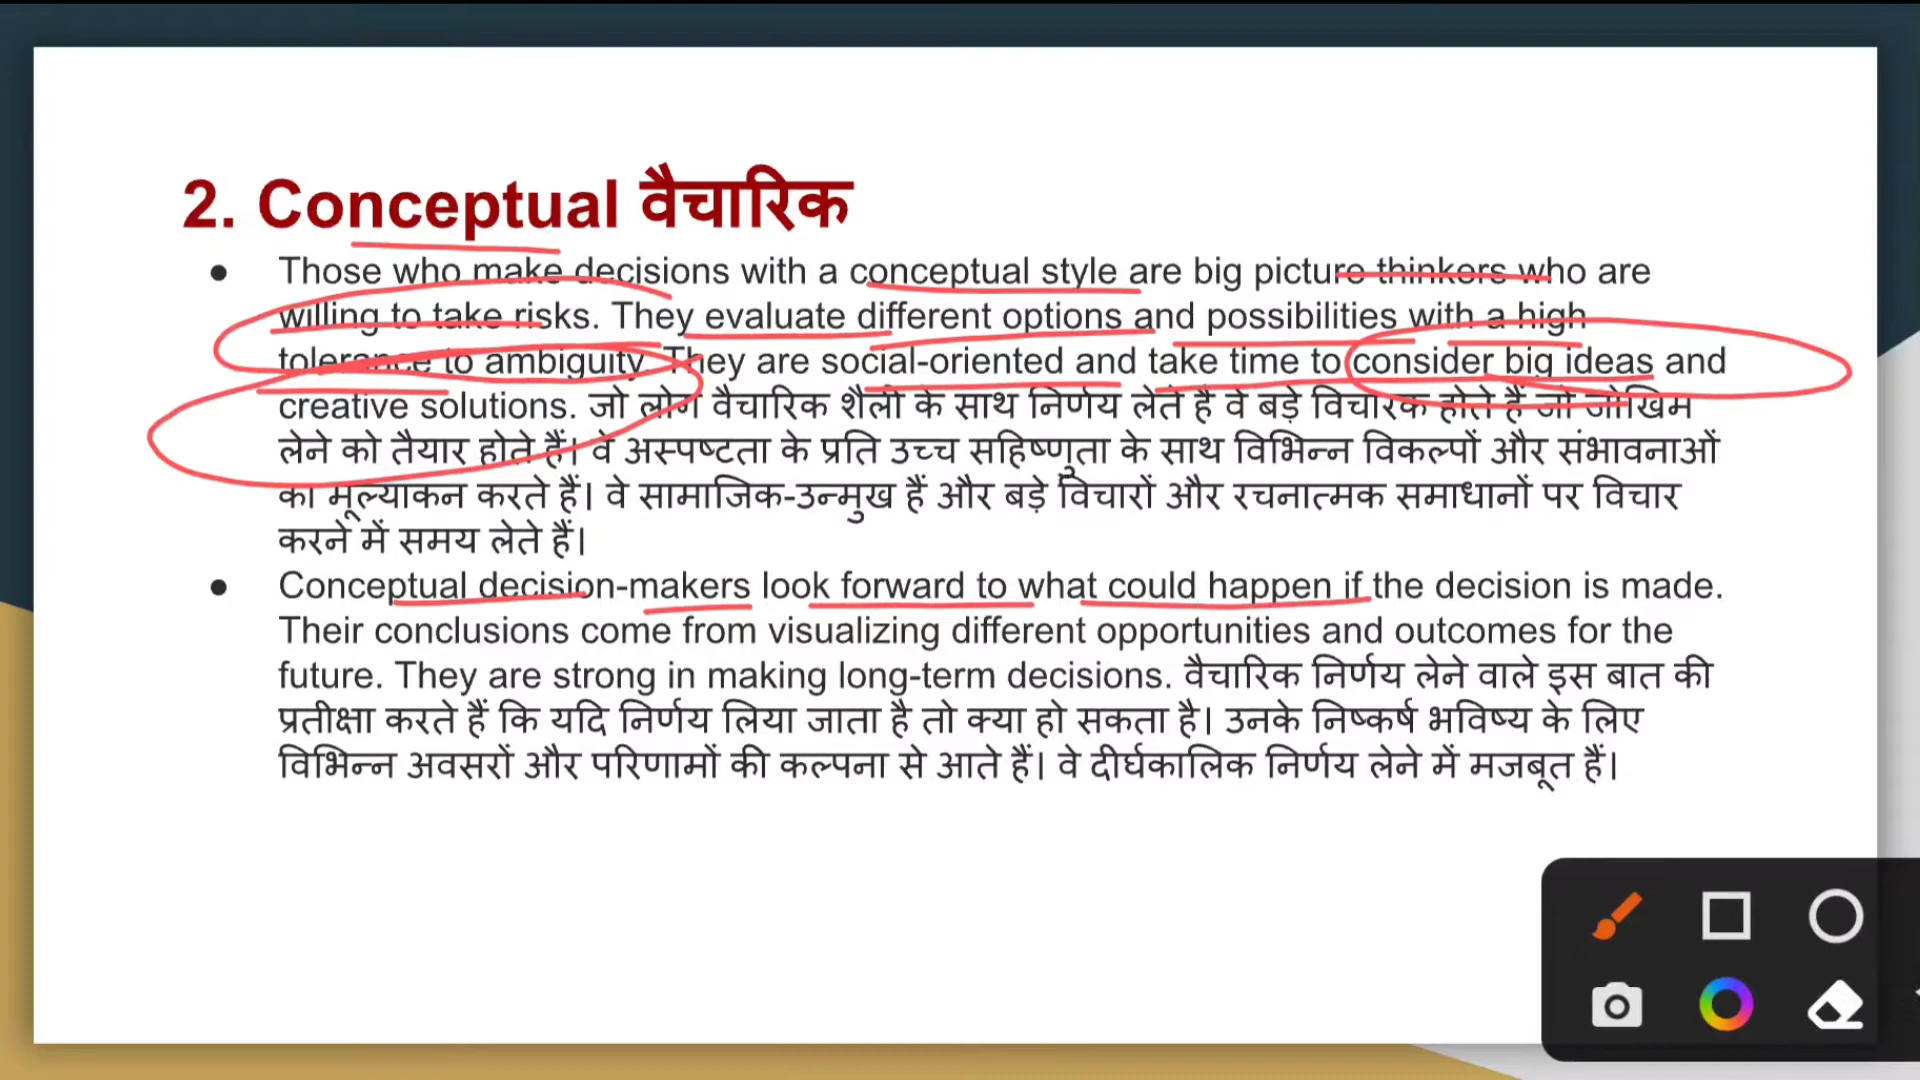 2. Conceptual वैचारिक
● Those who make decisions with a conceptual style are big picture thinkers who are
willing to take risks. They evaluate different options and possibilities with a high
tolerance to ambiguity. They are social-oriented and take time to consider big ideas and
creative solutions. जो लोग वैचारिक शैली के साथ निर्णय लेते हैं वे बड़े विचारक होते हैं जो जोखिम
लेने को तैयार होते हैं। वे अस्पष्टता के प्रति उच्च सहिष्णुता के साथ विभिन्न विकल्पों और संभावनाओं
का मूल्यांकन करते हैं। वे सामाजिक-उन्मुख हैं और बड़े विचारों और रचनात्मक समाधानों पर विचार
करने में समय लेते हैं।
● Conceptual decision-makers look forward to what could happen if the decision is made.
Their conclusions come from visualizing different opportunities and outcomes for the
future. They are strong in making long-term decisions. वैचारिक निर्णय लेने वाले इस बात की
प्रतीक्षा करते हैं कि यदि निर्णय लिया जाता है तो क्या हो सकता है। उनके निष्कर्ष भविष्य के लिए
विभिन्न अवसरों और परिणामों की कल्पना से आते हैं। वे दीर्घकालिक निर्णय लेने में मजबूत हैं।